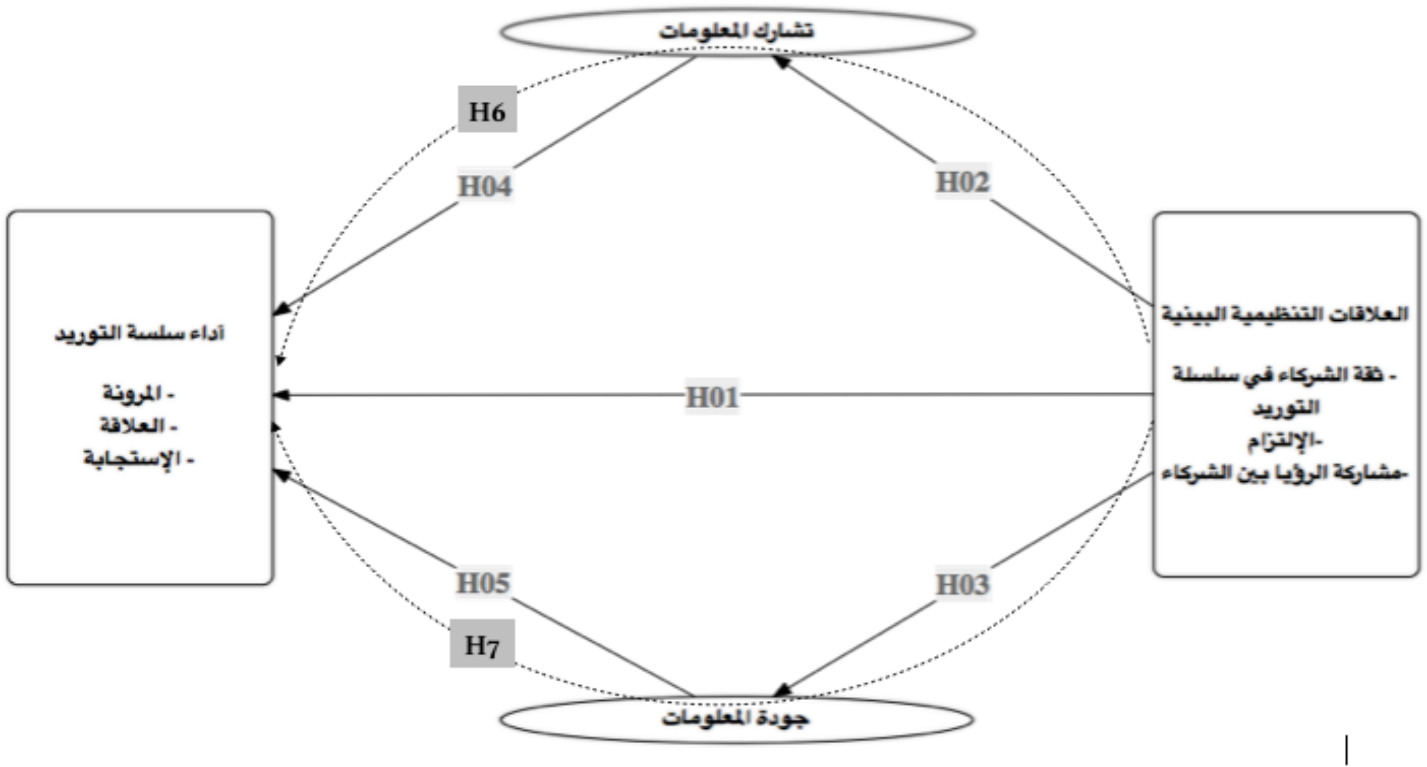 تشارك المعلومات
H6
H04
H02
العلاقات التنظيمية البينية
- ثقة الشركاء في سلسلة
التوريد
-الإلتزام
-مشاركة الرؤيا بين الشركاء
H01
أداء سلسة التوريد
- المرونة
- العلاقة
- الإستجابة
H05
H03
H7
جودة المعلومات